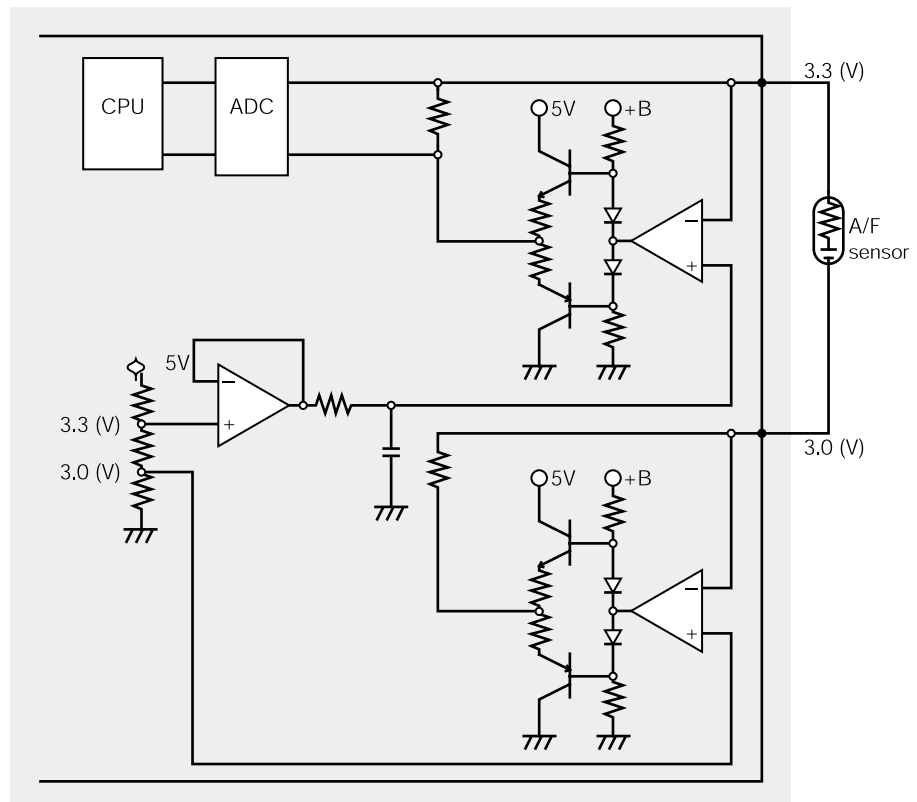 3.3 (V)
CPU
ADC
5V
+B
−
+
A/F
sensor
5V
−
+
3.3 (V)
3.0 (V)
3.0 (V)
5V
+B
−
+